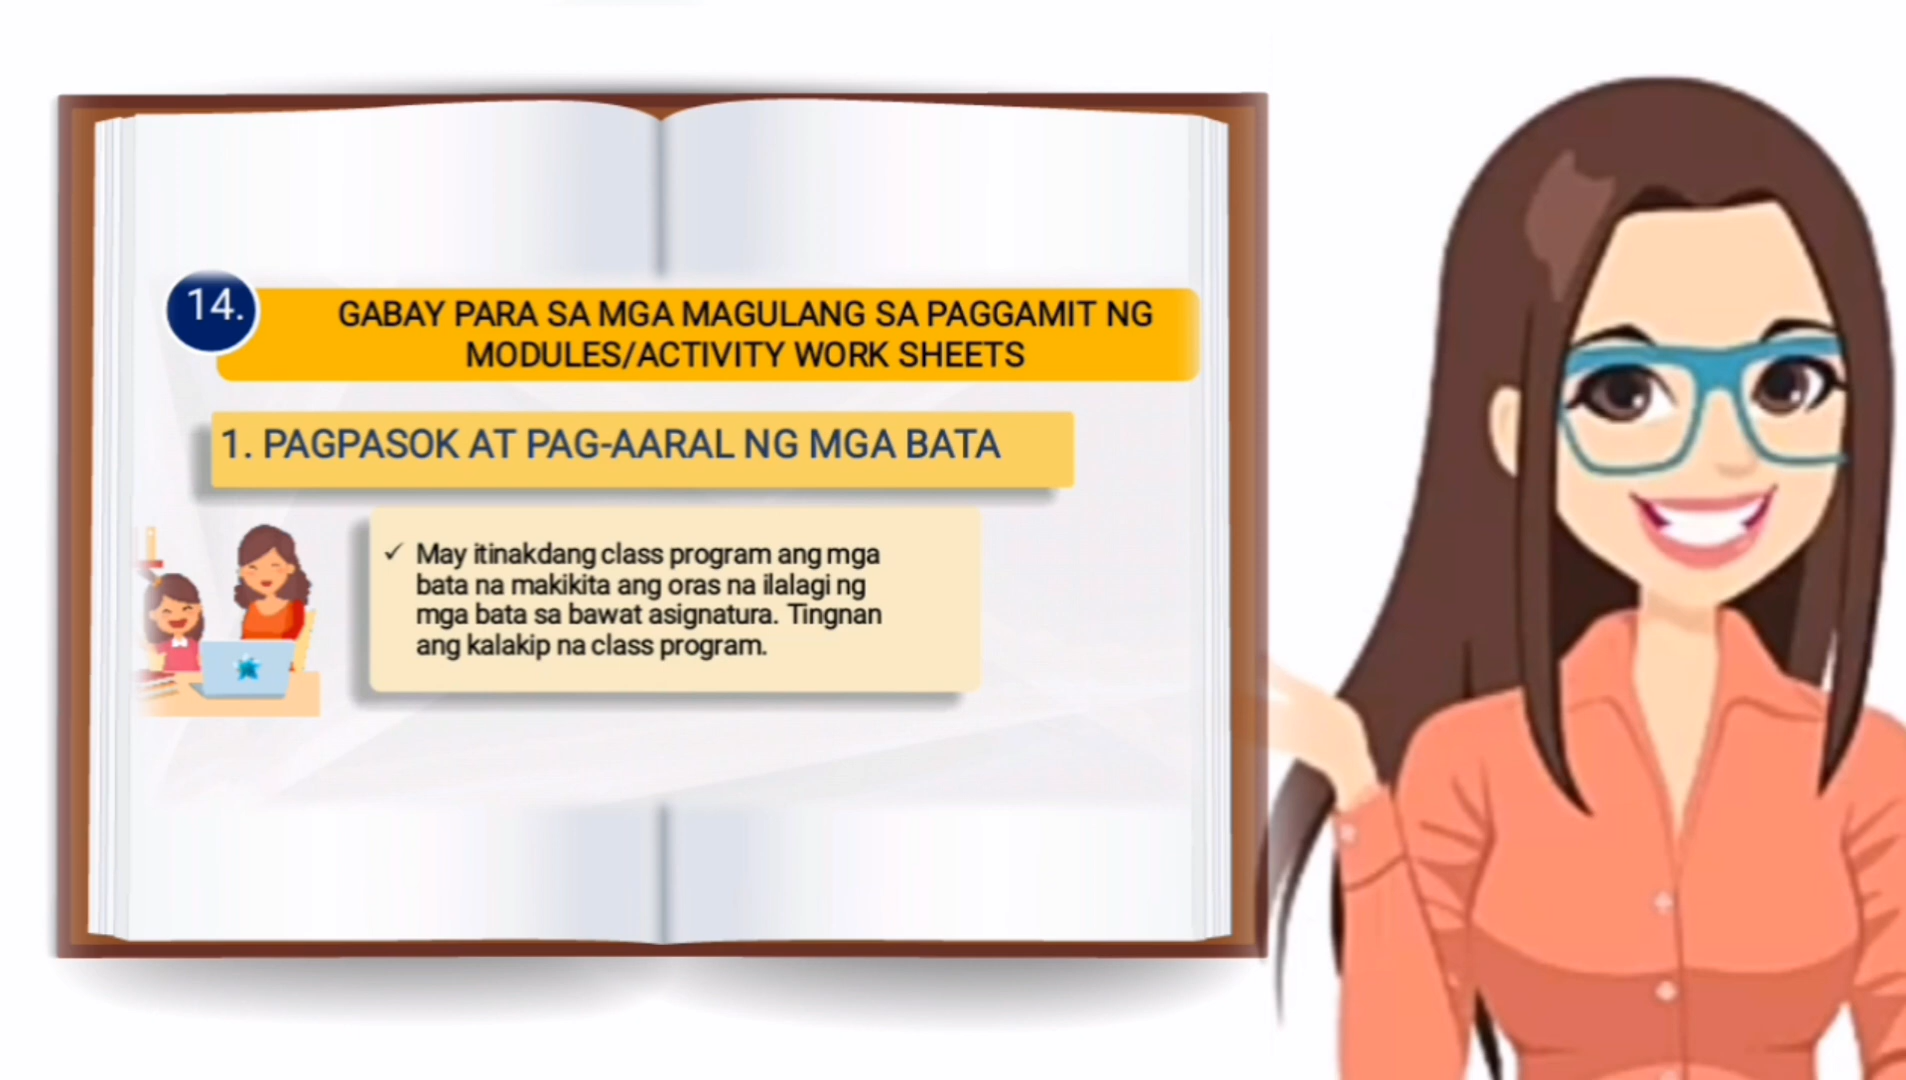 14.
GABAY PARA SA MGA MAGULANG SA PAGGAMIT NG
MODULES/ACTIVITY WORK SHEETS
1. PAGPASOK AT PAG-AARAL NG MGA BATA
✓ May itinakdang class program ang mga
bata na makikita ang oras na ilalagi ng
mga bata sa bawat asignatura. Tingnan
ang kalakip na class program.